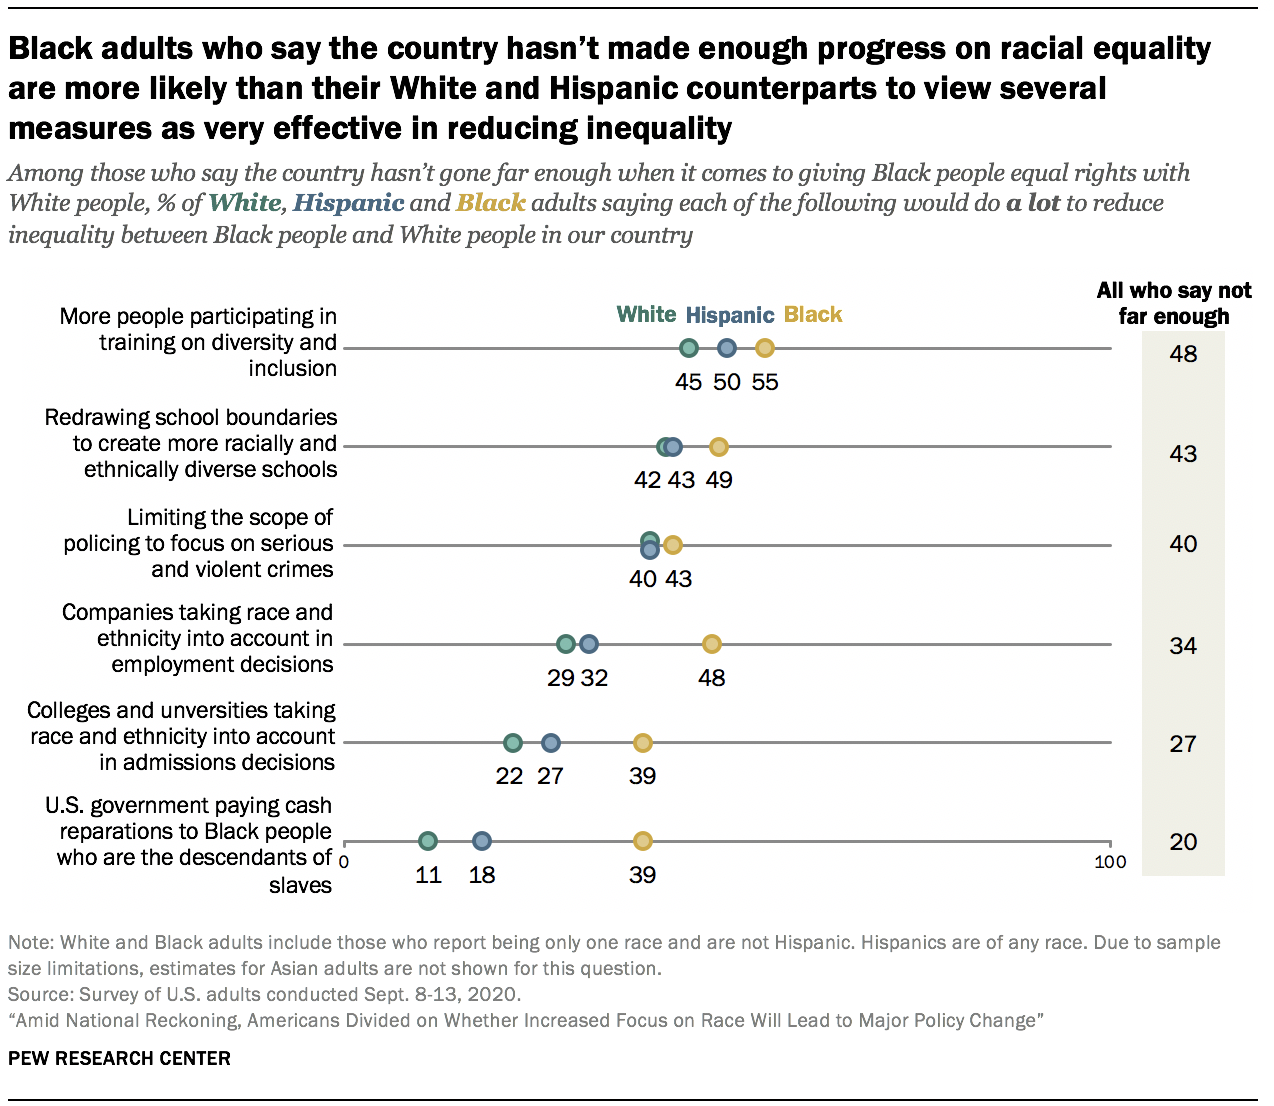 Black adults who say the country hasn’t made enough progress on racial equality
are more likely than their White and Hispanic counterparts to view several
measures as very effective in reducing inequality
Among those who say the country hasn’t gone far enough when it comes to giving Black people equal rights with
White people, % of White, Hispanic and Black adults saying each of the following would do a lot to reduce
inequality between Black people and White people in our country
All who say not
far enough
White Hispanic Black
More people participating in
training on diversity and
inclusion
45 50 55
48
Redrawing school boundaries
to create more racially and
ethnically diverse schools
42 43 49
43
Limiting the scope of
policing to focus on serious
and violent crimes
40 43
40
Companies taking race and
ethnicity into account in
employment decisions
29 32 48
34
Colleges and unversities taking
race and ethnicity into account
in admissions decisions
22 27 39
27
U.S. government paying cash
reparations to Black people
who are the descendants of
slaves
0 100
11 18 39
20
Note: White and Black adults include those who report being only one race and are not Hispanic. Hispanics are of any race. Due to sample
size limitations, estimates for Asian adults are not shown for this question.
Source: Survey of U.S. adults conducted Sept. 8-13, 2020.
“Amid National Reckoning, Americans Divided on Whether Increased Focus on Race Will Lead to Major Policy Change”
PEW RESEARCH CENTER